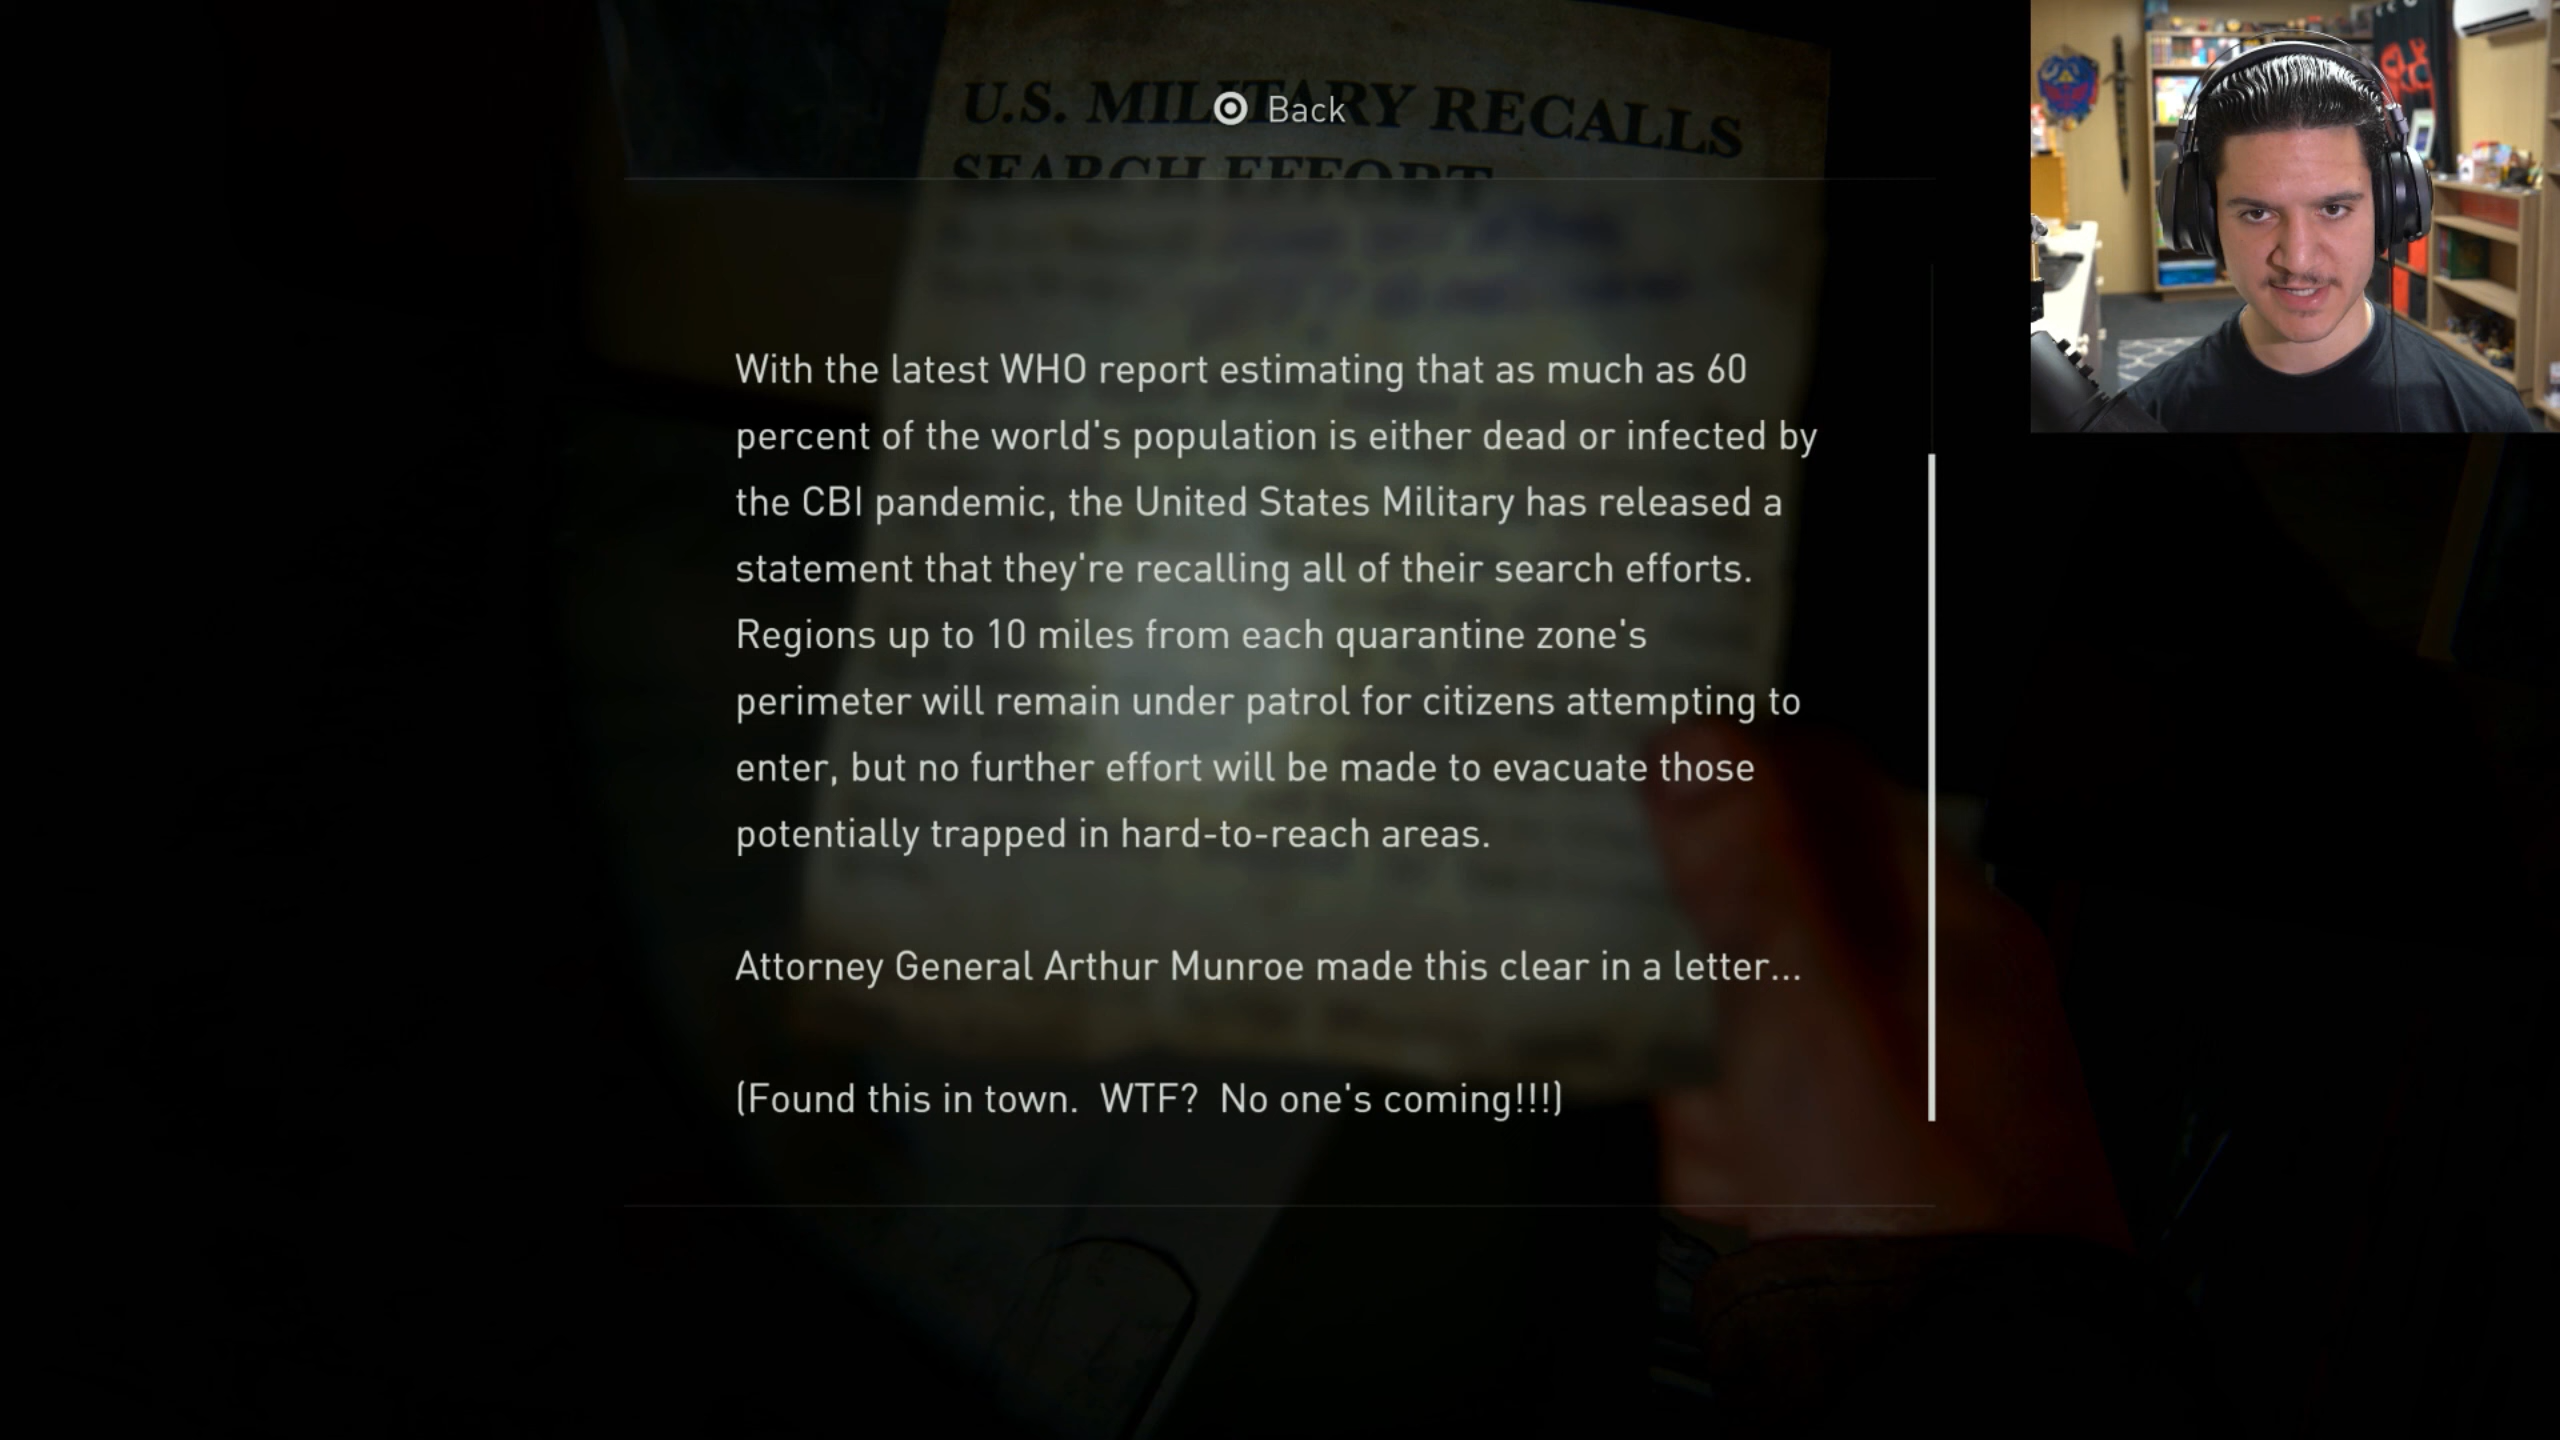 U.S. MILITARY RECALLS
Back
SEARCH EFFORT
With the latest WHO report estimating that as much as 60
percent of the world's population is either dead or infected by
the CBI pandemic, the United States Military has released a
statement that they're recalling all of their search efforts.
Regions up to 10 miles from each quarantine zone's
perimeter will remain under patrol for citizens attempting to
enter, but no further effort will be made to evacuate those
potentially trapped in hard-to-reach areas.
Attorney General Arthur Munroe made this clear in a letter...
(Found this in town.  WTF?  No one's coming!!!)